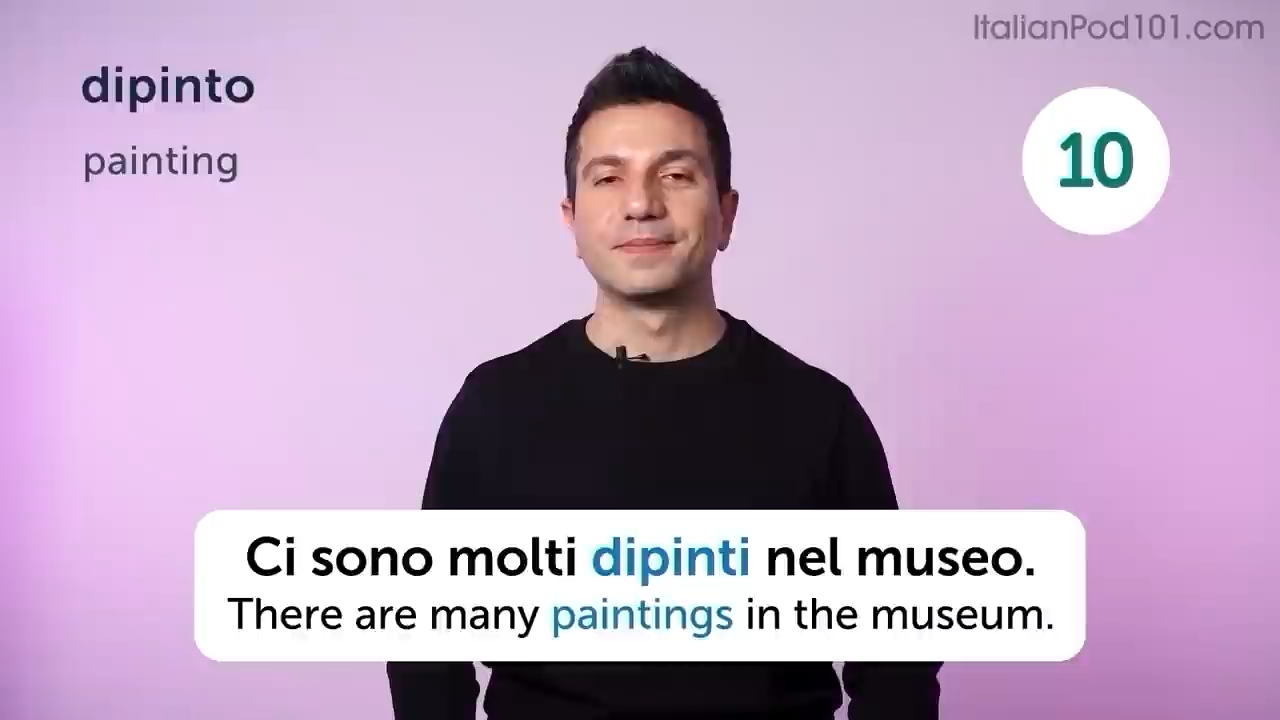 ItalianPod101.com
dipinto
painting
10
Ci sono molti dipinti nel museo.
There are many paintings in the museum.